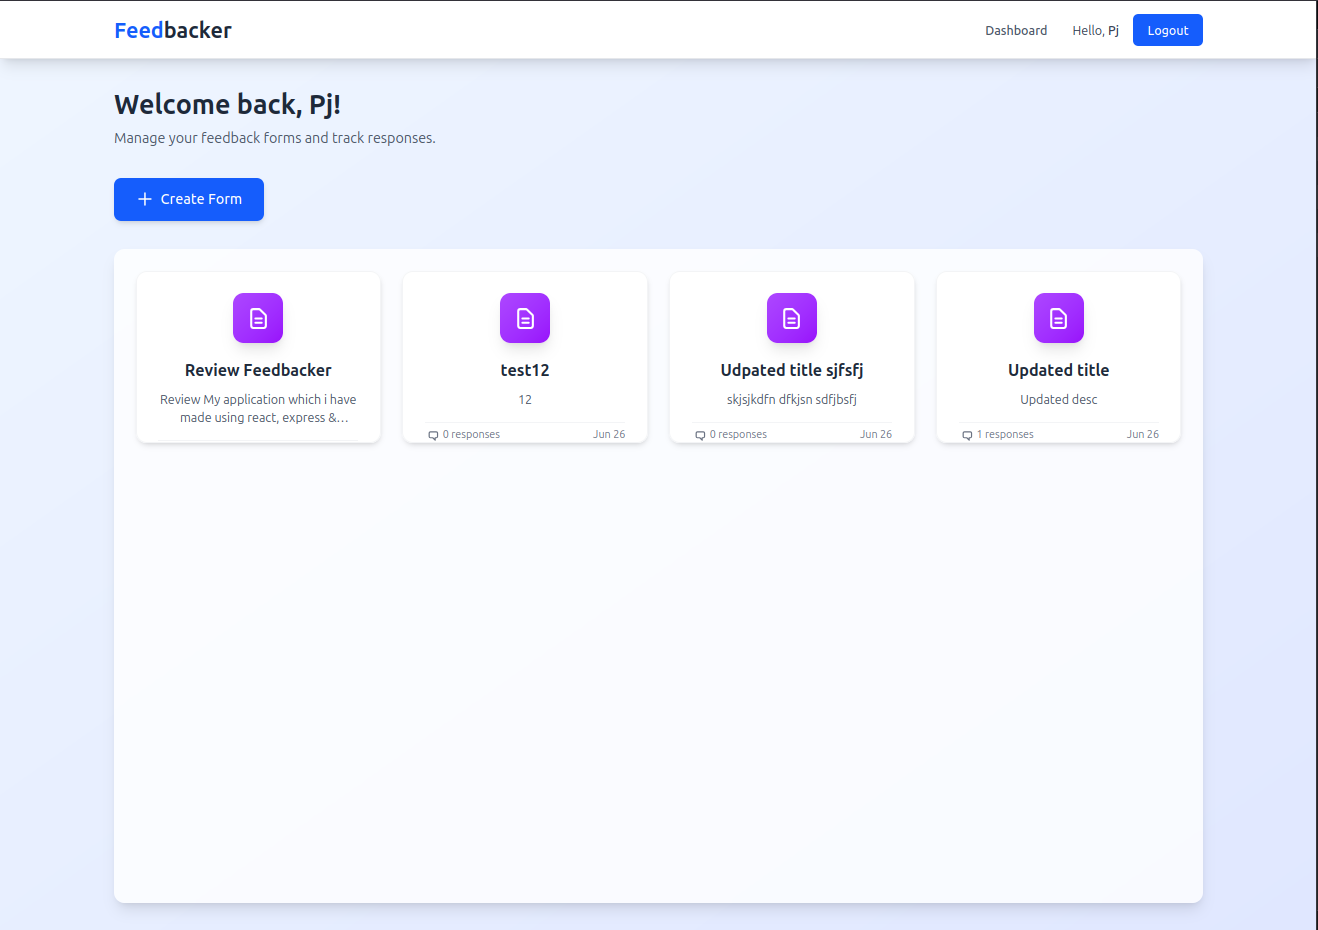 Feedbacker
Dashboard
Hello, Pj
Logout
Welcome back, Pj!
Manage your feedback forms and track responses.
Create Form
Review Feedbacker
Review My application which i have
made using react, express &...
test12
12
0 responses
Jun 26
Udpated title sjfsfj
skjsjkdfn dfkjsn sdfjbsfj
0 responses
Jun 26
Updated title
Updated desc
1 responses
Jun 26